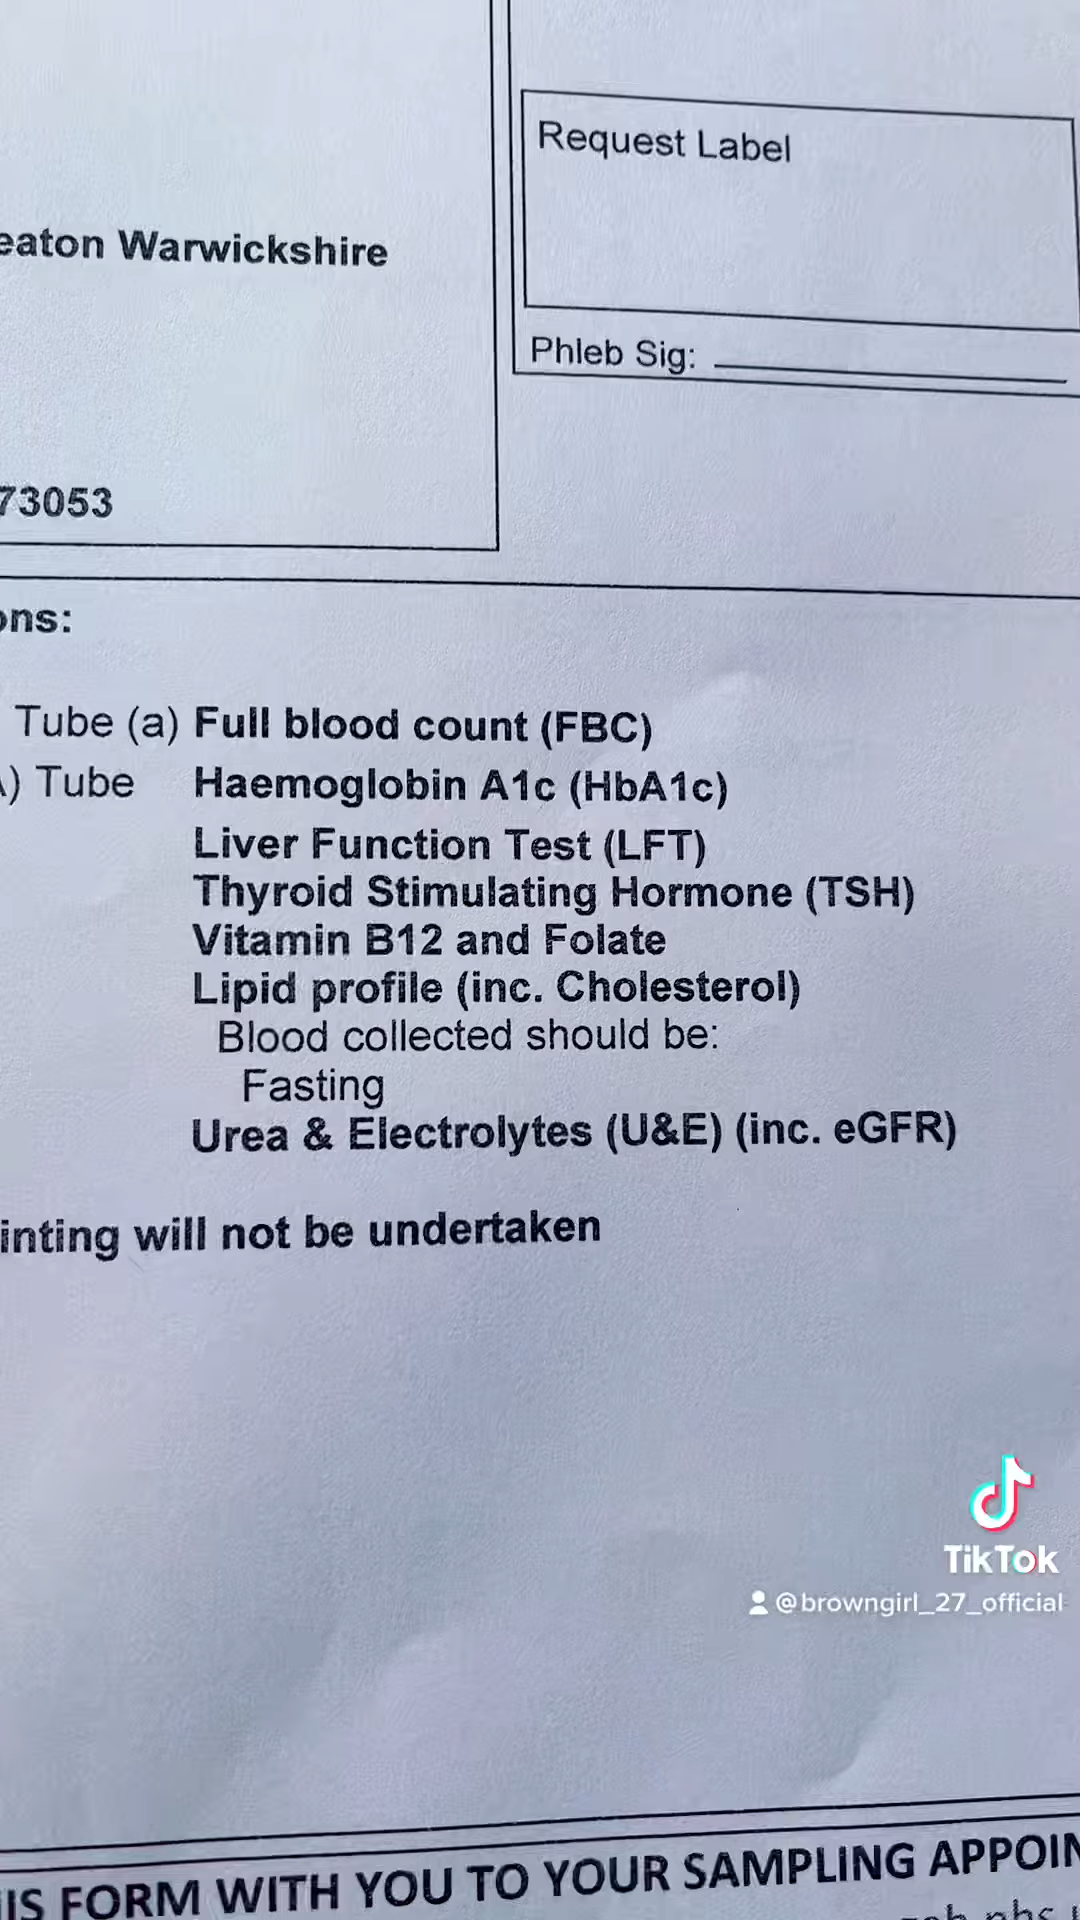 Request Label
eaton Warwickshire
Phleb Sig:
73053
ons:
Tube (a) Full blood count (FBC)
) Tube Haemoglobin A1c (HbA1c)
Liver Function Test (LFT)
Thyroid Stimulating Hormone (TSH)
Vitamin B12 and Folate
Lipid profile (inc. Cholesterol)
Blood collected should be:
Fasting
Urea & Electrolytes (U&E) (inc. eGFR)
inting will not be undertaken
TikTok
@browngirl_27_official
IS FORM WITH YOU TO YOUR SAMPLING APPOIN